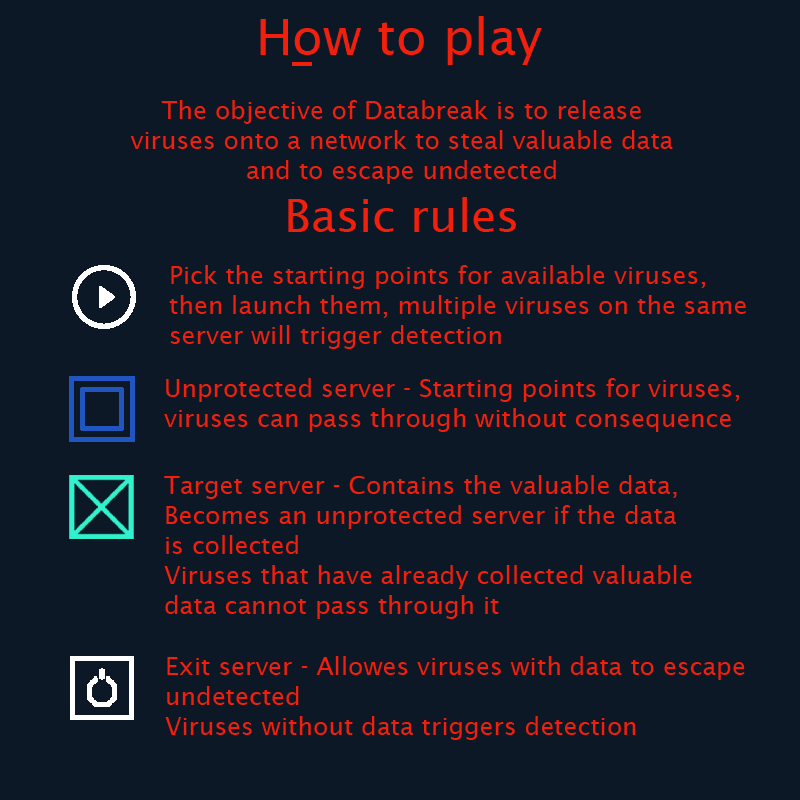 How to play
The objective of Databreak is to release
viruses onto a network to steal valuable data
and to escape undetected
Basic rules
Pick the starting points for available viruses,
then launch them, multiple viruses on the same
server will trigger detection
Unprotected server - Starting points for viruses,
viruses can pass through without consequence
Target server - Contains the valuable data,
Becomes an unprotected server if the data
is collected
Viruses that have already collected valuable
data cannot pass through it
Exit server - Allowes viruses with data to escape
undetected
Viruses without data triggers detection